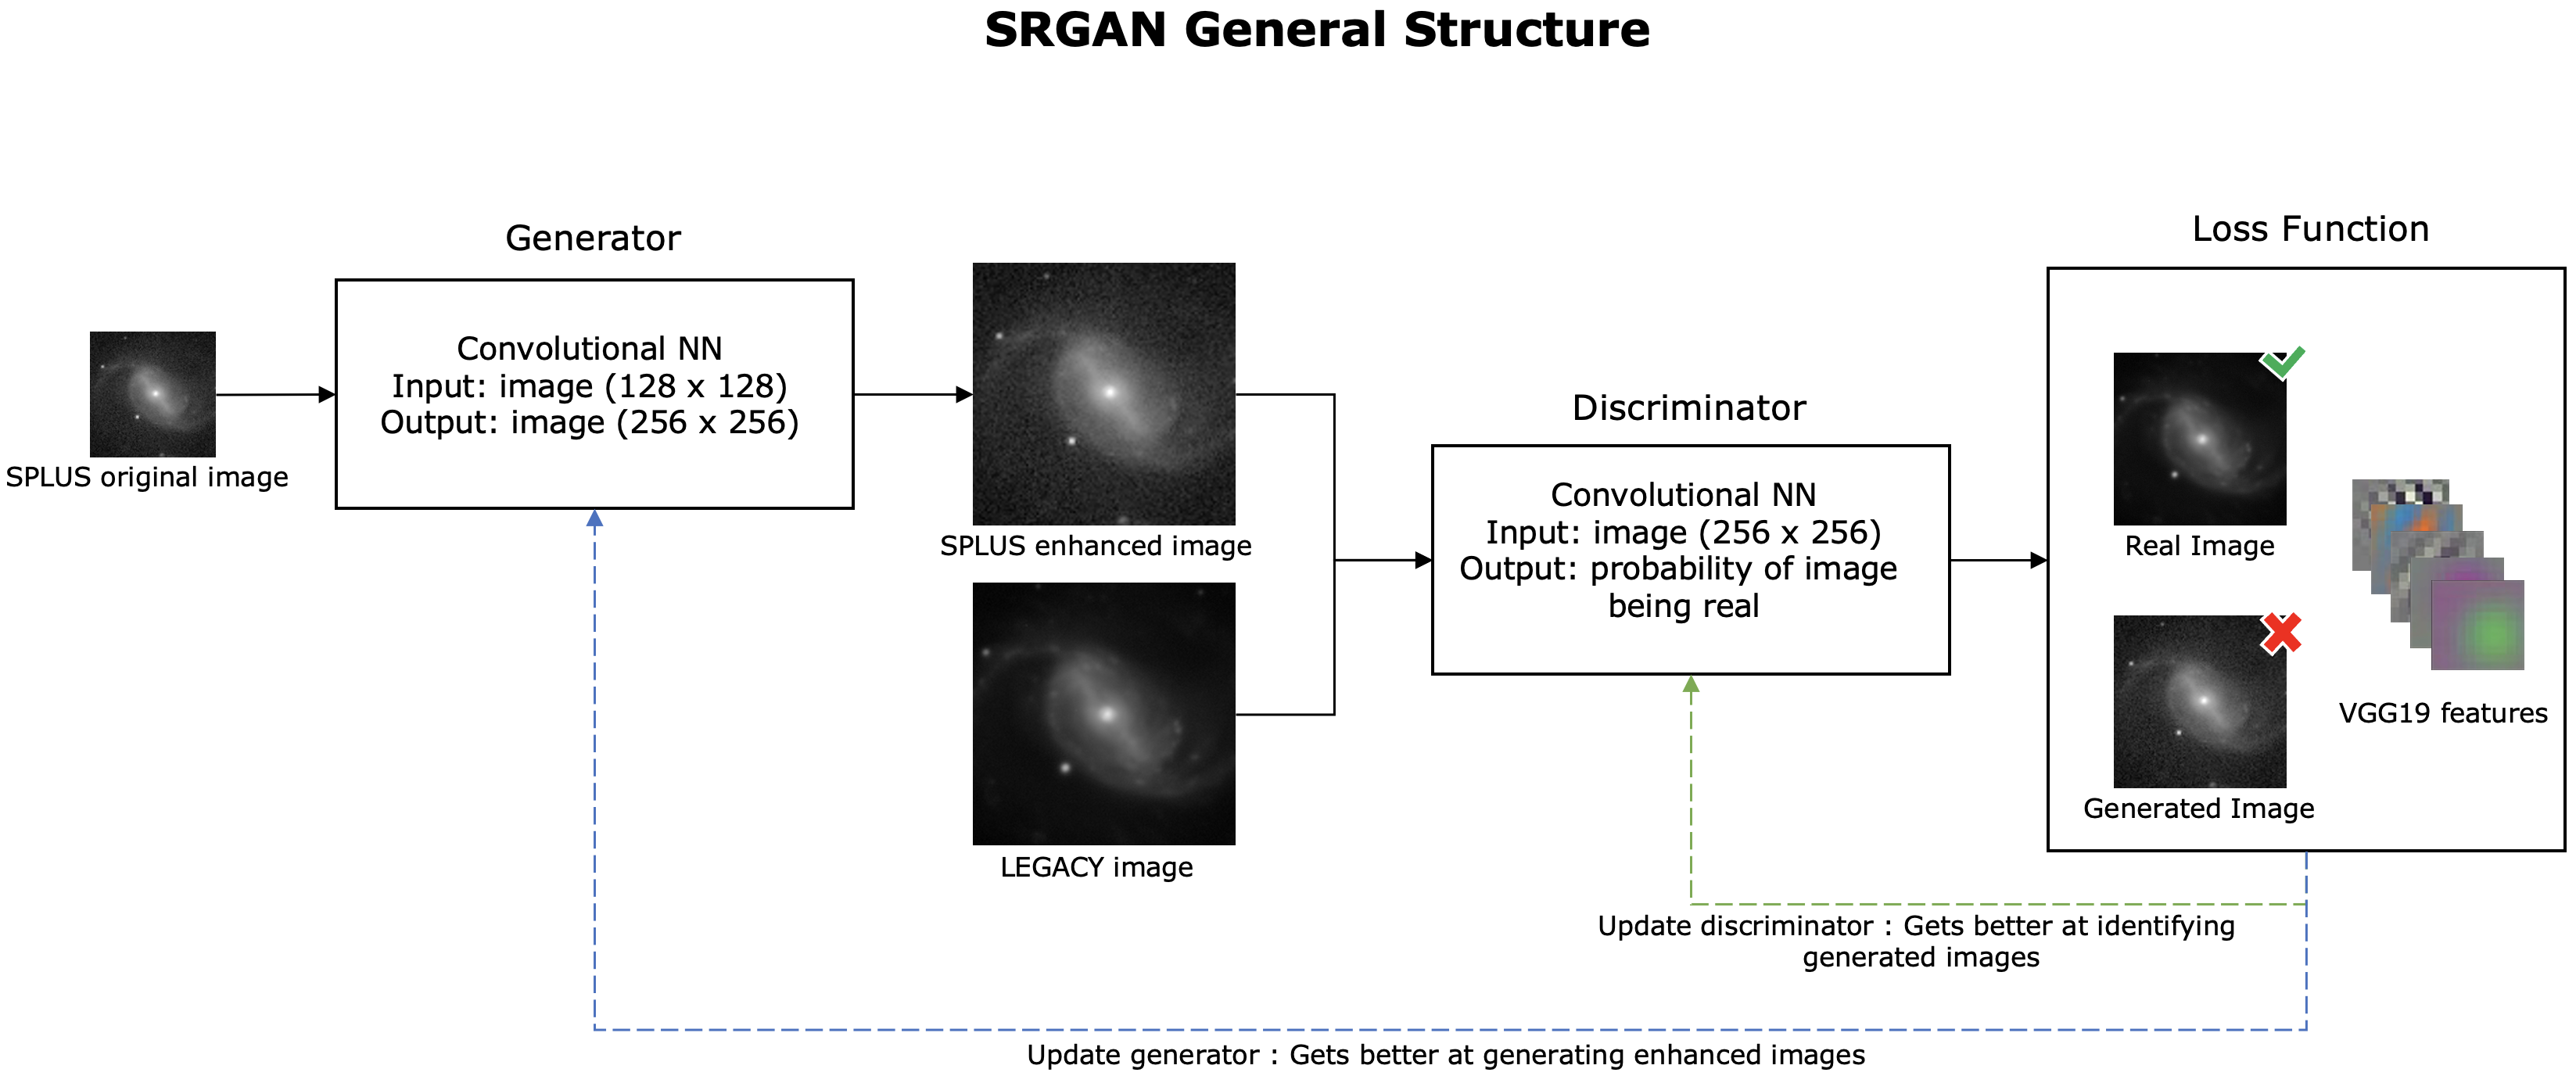 SRGAN General Structure
Generator
Convolutional NN
Input: image (128 x 128)
Output: image (256 x 256)
SPLUS original image
SPLUS enhanced image
LEGACY image
Discriminator
Convolutional NN
Input: image (256 x 256)
Output: probability of image
being real
Loss Function
Real Image
Generated Image
VGG19 features
Update discriminator : Gets better at identifying
generated images
Update generator : Gets better at generating enhanced images